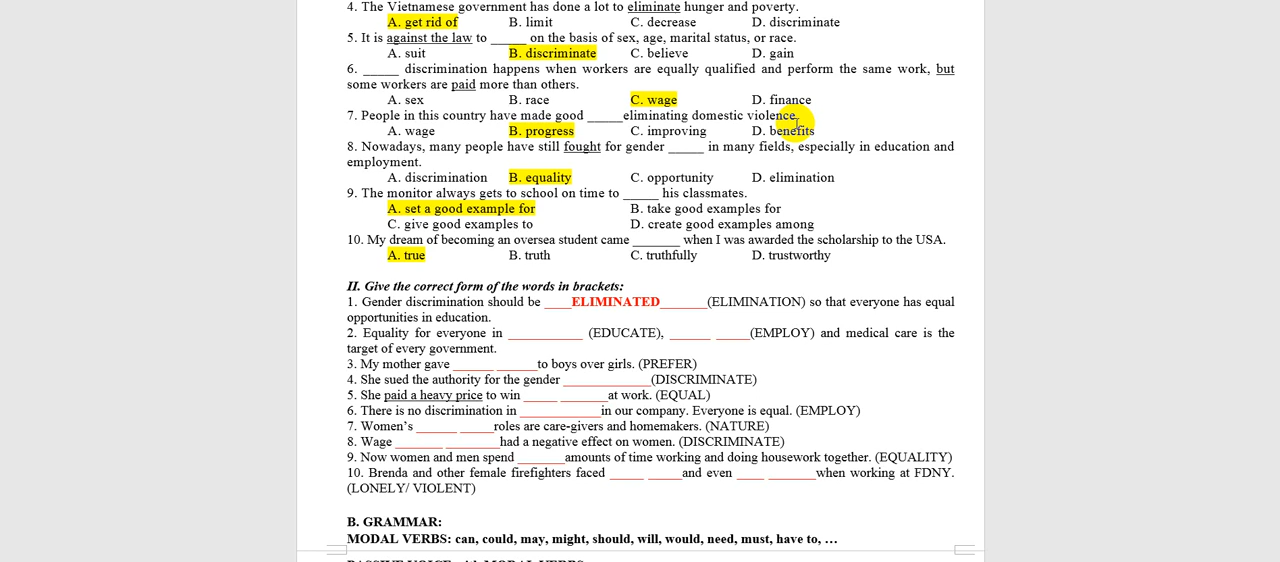 4. The Vietnamese government has done a lot to eliminate hunger and poverty.
A. get rid of B. limit C. decrease D. discriminate
5. It is against the law to _____ on the basis of sex, age, marital status, or race.
A. suit B. discriminate C. believe D. gain
6. _____ discrimination happens when workers are equally qualified and perform the same work, but
some workers are paid more than others.
A. sex B. race C. wage D. finance
7. People in this country have made good _____eliminating domestic violence.
A. wage B. progress C. improving D. benefits
8. Nowadays, many people have still fought for gender _____ in many fields, especially in education and
employment.
A. discrimination B. equality C. opportunity D. elimination
9. The monitor always gets to school on time to _____ his classmates.
A. set a good example for B. take good examples for
C. give good examples to D. create good examples among
10. My dream of becoming an oversea student came _______ when I was awarded the scholarship to the USA.
A. true B. truth C. truthfully D. trustworthy
II. Give the correct form of the words in brackets:
1. Gender discrimination should be ____ELIMINATED_______(ELIMINATION) so that everyone has equal
opportunities in education.
2. Equality for everyone in ___________ (EDUCATE), ______ _____(EMPLOY) and medical care is the
target of every government.
3. My mother gave ______ ______to boys over girls. (PREFER)
4. She sued the authority for the gender _____________(DISCRIMINATE)
5. She paid a heavy price to win _____ _______at work. (EQUAL)
6. There is no discrimination in ____________in our company. Everyone is equal. (EMPLOY)
7. Women’s ______ _____roles are care-givers and homemakers. (NATURE)
8. Wage _______ ________had a negative effect on women. (DISCRIMINATE)
9. Now women and men spend _______amounts of time working and doing housework together. (EQUALITY)
10. Brenda and other female firefighters faced _____ _____and even ____ _______when working at FDNY.
(LONELY/ VIOLENT)
B. GRAMMAR:
MODAL VERBS: can, could, may, might, should, will, would, need, must, have to, …